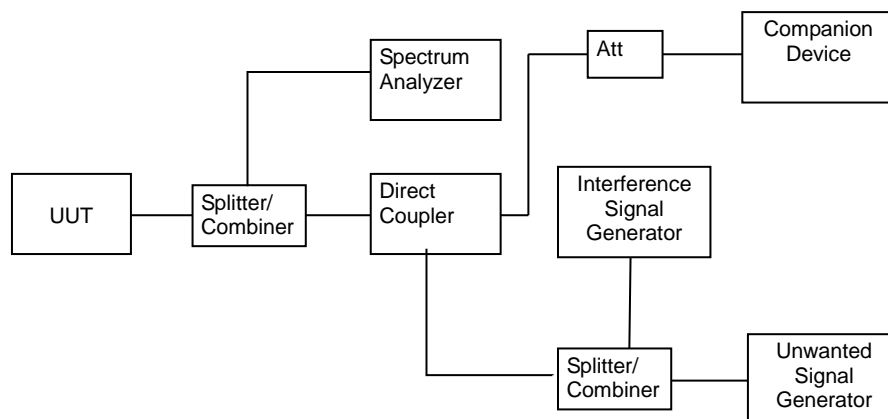 Spectrum
Analyzer
Att
Companion
Device
UUT
Splitter/
Combiner
Direct
Coupler
Interference
Signal
Generator
Splitter/
Combiner
Unwanted
Signal
Generator